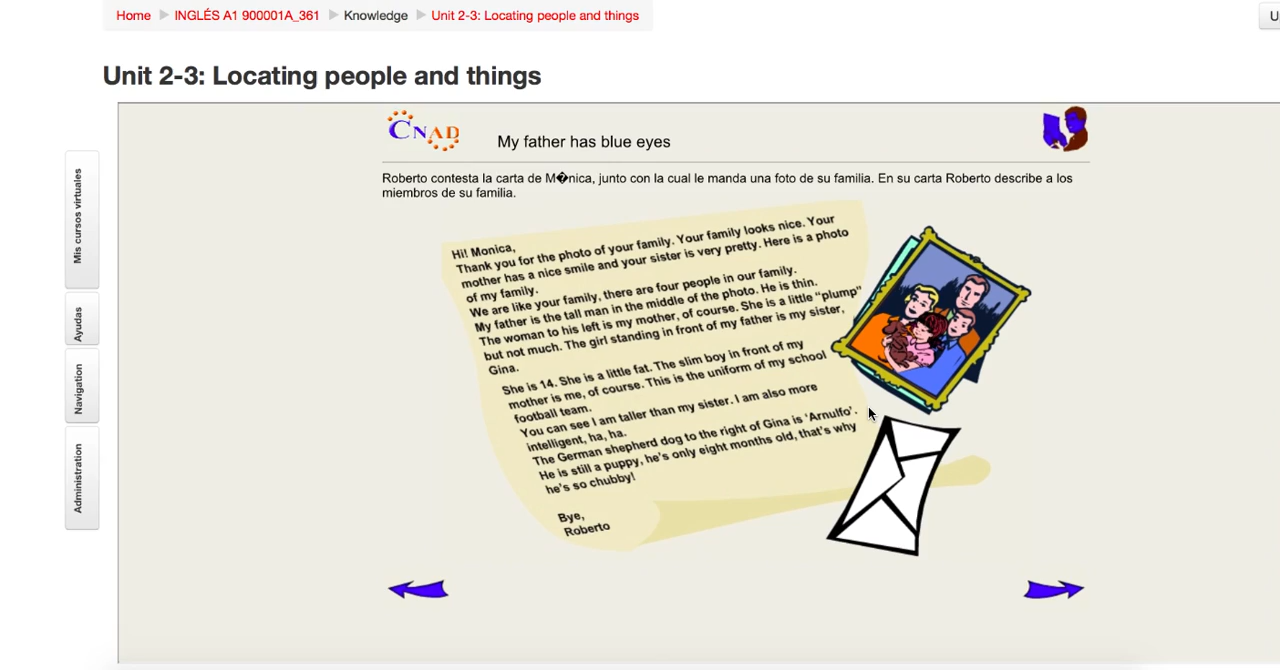 Home INGLÉS A1 900001A_361 Knowledge Unit 2-3: Locating people and things
U
Unit 2-3: Locating people and things
Mis cursos virtuales
Ayudas
Navigation
Administration
CNAD
My father has blue eyes
Roberto contesta la carta de M�nica, junto con la cual le manda una foto de su familia. En su carta Roberto describe a los
miembros de su familia.
Hi! Monica,
Thank you for the photo of your family. Your family looks nice. Your
mother has a nice smile and your sister is very pretty. Here is a photo
of my family.
We are like your family, there are four people in our family.
My father is the tall man in the middle of the photo. He is thin.
The woman to his left is my mother, of course. She is a little "plump"
but not much. The girl standing in front of my father is my sister,
Gina.
She is 14. She is a little fat. The slim boy in front of my
mother is me, of course. This is the uniform of my school
football team.
You can see I am taller than my sister. I am also more
intelligent, ha, ha.
The German shepherd dog to the right of Gina is 'Arnulfo'.
He is still a puppy, he's only eight months old, that's why
he's so chubby!
Bye,
Roberto